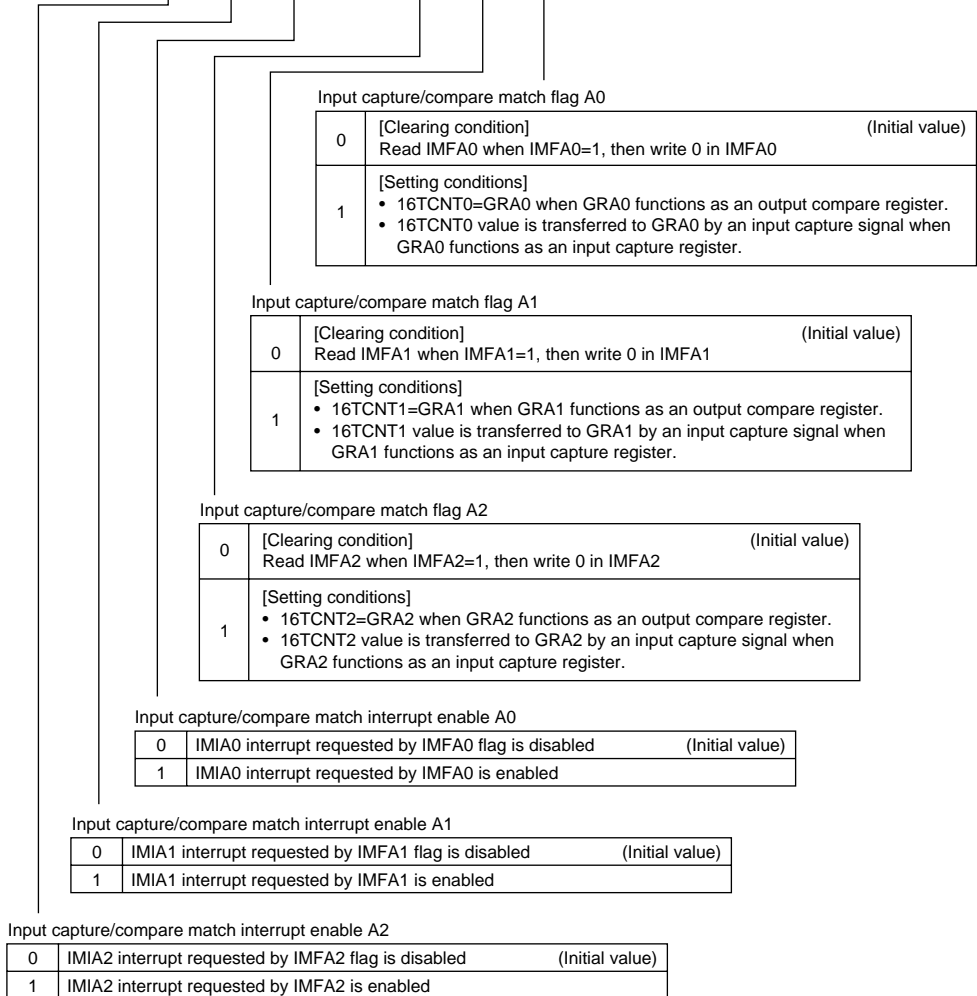 Input capture/compare match flag A0
0 [Clearing condition] (Initial value)
Read IMFA0 when IMFA0=1, then write 0 in IMFA0
1 [Setting conditions]
• 16TCNT0=GRA0 when GRA0 functions as an output compare register.
• 16TCNT0 value is transferred to GRA0 by an input capture signal when
GRA0 functions as an input capture register.
Input capture/compare match flag A1
0 [Clearing condition] (Initial value)
Read IMFA1 when IMFA1=1, then write 0 in IMFA1
1 [Setting conditions]
• 16TCNT1=GRA1 when GRA1 functions as an output compare register.
• 16TCNT1 value is transferred to GRA1 by an input capture signal when
GRA1 functions as an input capture register.
Input capture/compare match flag A2
0 [Clearing condition] (Initial value)
Read IMFA2 when IMFA2=1, then write 0 in IMFA2
1 [Setting conditions]
• 16TCNT2=GRA2 when GRA2 functions as an output compare register.
• 16TCNT2 value is transferred to GRA2 by an input capture signal when
GRA2 functions as an input capture register.
Input capture/compare match interrupt enable A0
0 IMIA0 interrupt requested by IMFA0 flag is disabled (Initial value)
1 IMIA0 interrupt requested by IMFA0 is enabled
Input capture/compare match interrupt enable A1
0 IMIA1 interrupt requested by IMFA1 flag is disabled (Initial value)
1 IMIA1 interrupt requested by IMFA1 is enabled
Input capture/compare match interrupt enable A2
0 IMIA2 interrupt requested by IMFA2 flag is disabled (Initial value)
1 IMIA2 interrupt requested by IMFA2 is enabled